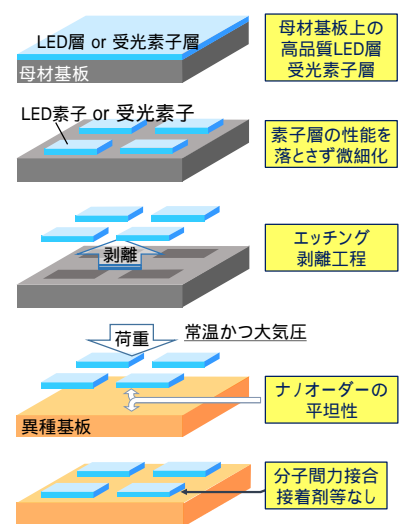 LED層 or 受光素子層
母材基板
母材基板上の
高品質LED層
受光素子層
LED素子 or 受光素子
素子層の性能を
落とさず微細化
剥離
エッチング
剥離工程
荷重
常温かつ大気圧
異種基板
ナノオーダーの
平坦性
分子間力接合
接着剤等なし